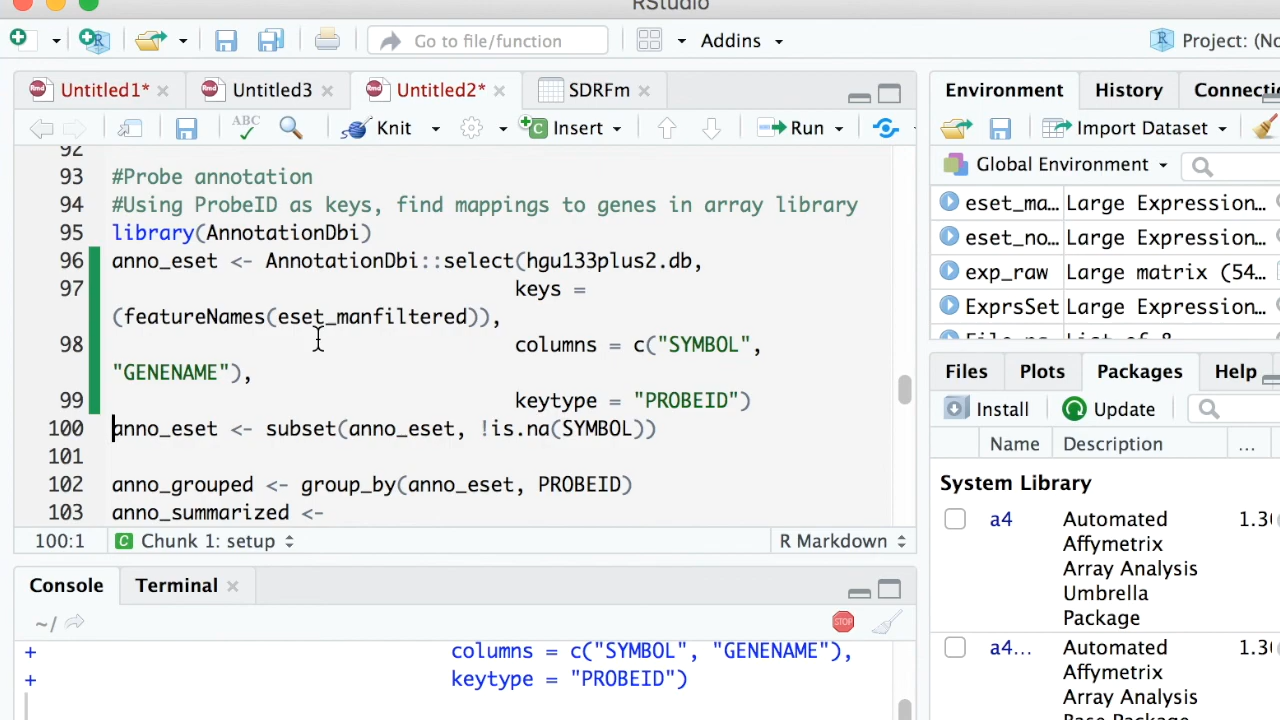 RStudio
Go to file/function
Addins
Project: (No
Untitled1*
Untitled3
Untitled2*
SDRFm
Environment
History
Connecti
ABC
Knit
Insert
Run
Import Dataset
Global Environment
92
93 #Probe annotation
94 #Using ProbeID as keys, find mappings to genes in array library
95 library(AnnotationDbi)
96 anno_eset <- AnnotationDbi::select(hgu133plus2.db,
97 keys =
(featureNames(eset_manfiltered)),
98 columns = c("SYMBOL",
"GENENAME"),
99 keytype = "PROBEID")
100 anno_eset <- subset(anno_eset, !is.na(SYMBOL))
101
102 anno_grouped <- group_by(anno_eset, PROBEID)
103 anno_summarized <-
100:1
Chunk 1: setup
R Markdown
eset_ma… Large Expression…
eset_no… Large Expression…
exp_raw Large matrix (54…
ExprsSet Large Expression…
Files
Plots
Packages
Help
Install
Update
Name
Description
...
System Library
a4
Automated
Affymetrix
Array Analysis
Umbrella
Package
1.3
a4...
Automated
Affymetrix
Array Analysis
Base Package
1.3
Console
Terminal
~/
STOP
+ columns = c("SYMBOL", "GENENAME"),
+ keytype = "PROBEID")